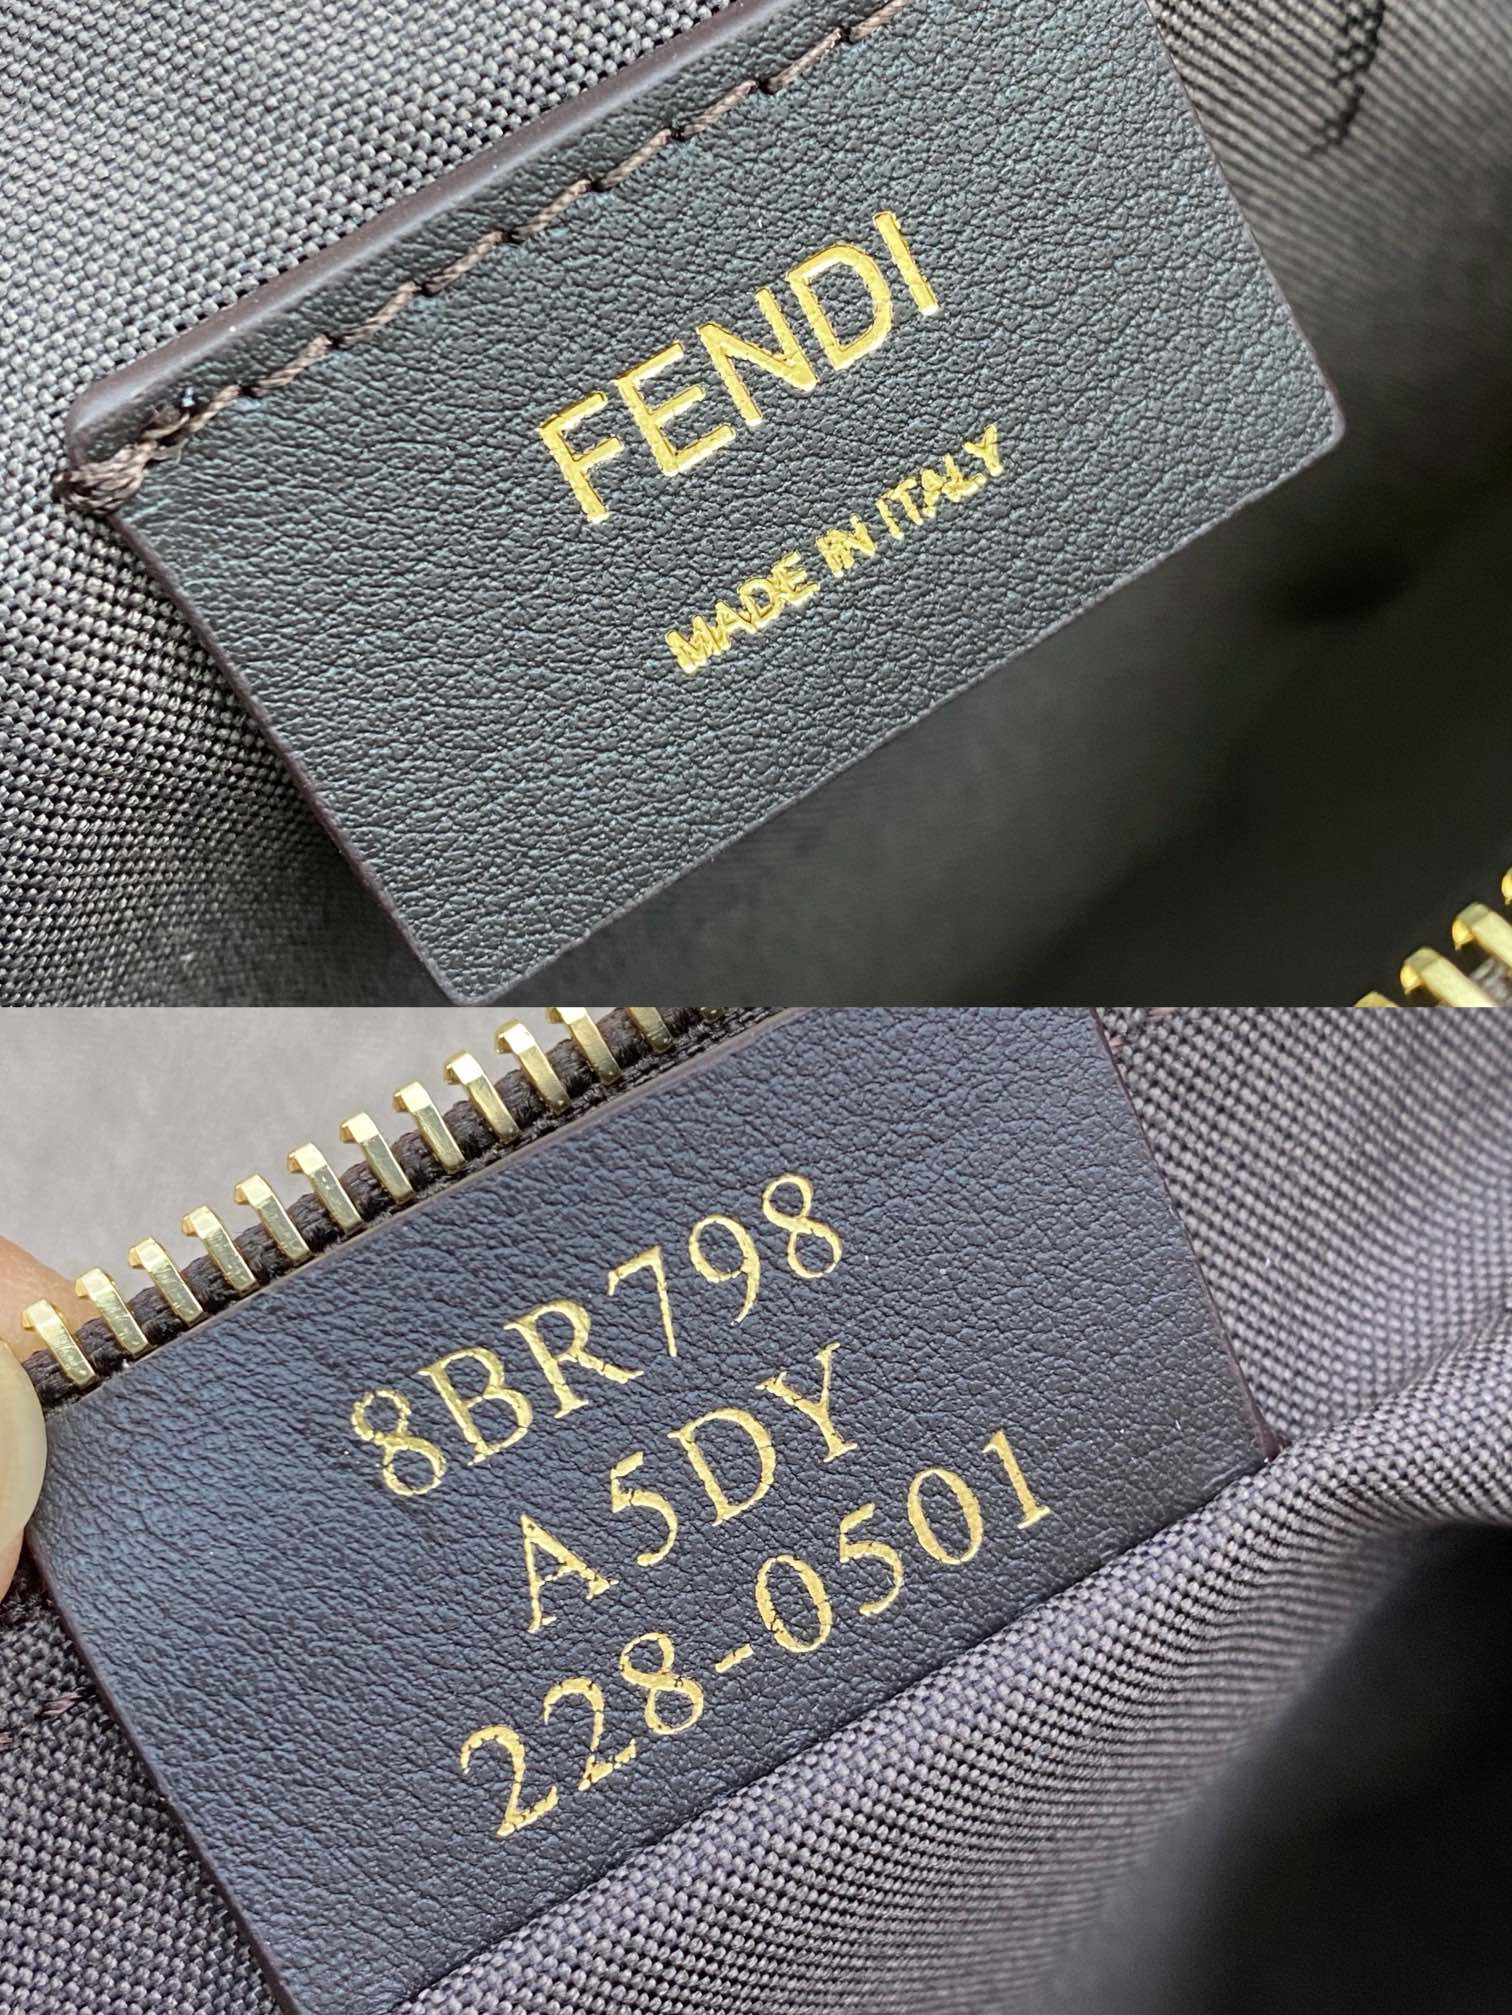 FENDI
MADE IN ITALY
8BR798
A5DY
228-0501